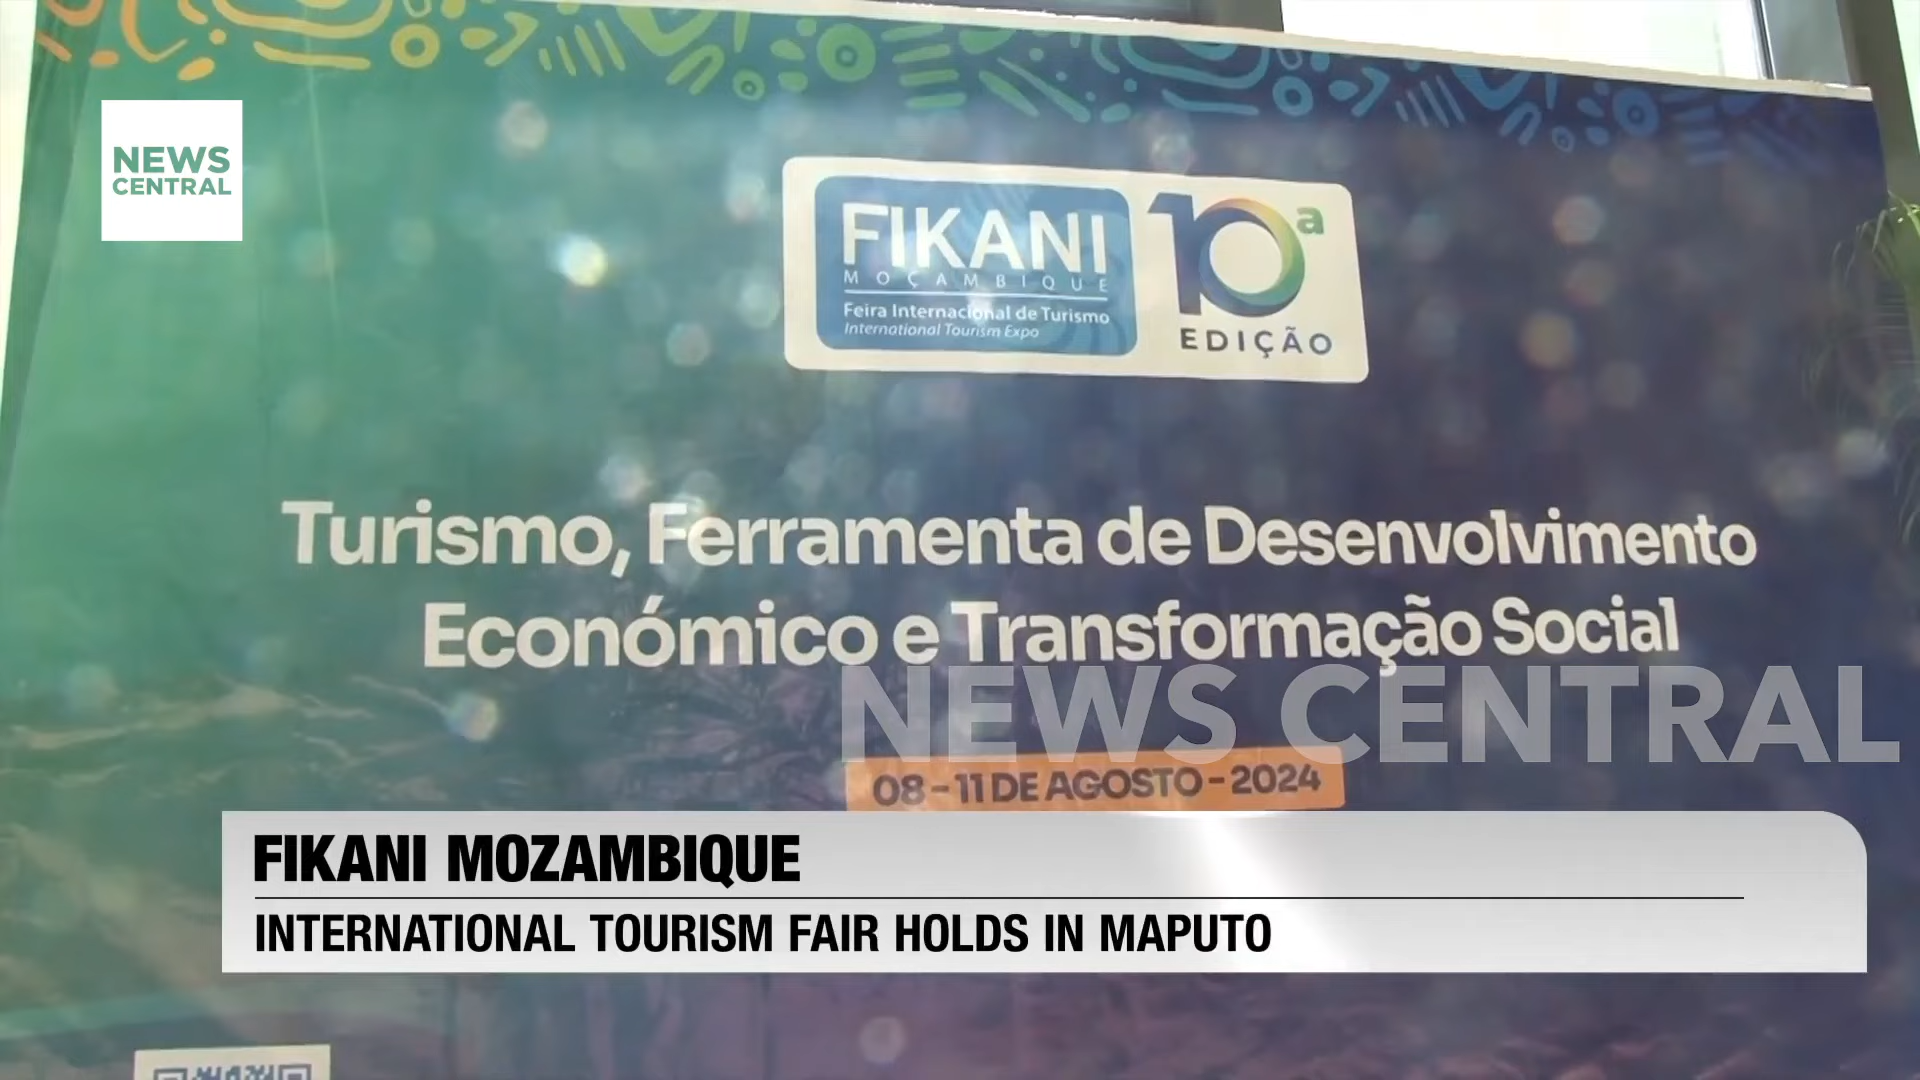 NEWS
CENTRAL
FIKANI
MOÇAMBIQUE
Feira Internacional de Turismo
International Tourism Expo
10ª
EDIÇÃO
Turismo, Ferramenta de Desenvolvimento
Económico e Transformação Social
NEWS CENTRAL
08-11 DE AGOSTO-2024
FIKANI MOZAMBIQUE
INTERNATIONAL TOURISM FAIR HOLDS IN MAPUTO